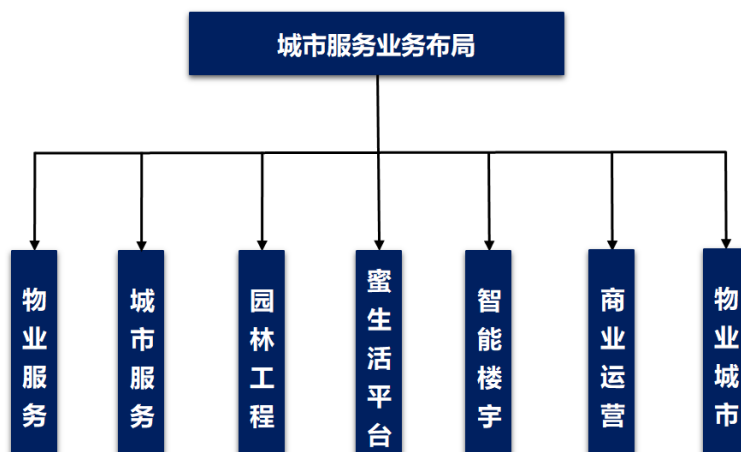 城市服务业务布局
物业服务
城市服务
园林工程
蜜生活平台
智能楼宇
商业运营
物业城市